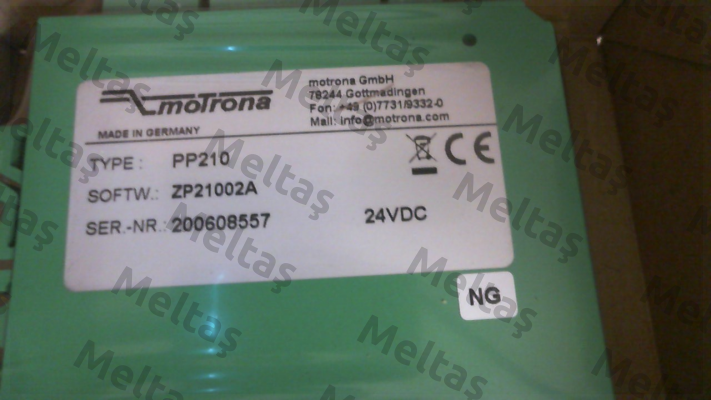 motrona
motrona GmbH
78244 Gottmadingen
Fon: +49 (0)7731/9332-0
Mail: info@motrona.com
MADE IN GERMANY
TYPE : PP210
SOFTW.: ZP21002A
SER.-NR.: 200608557 24VDC
CE
NG
Meltaş